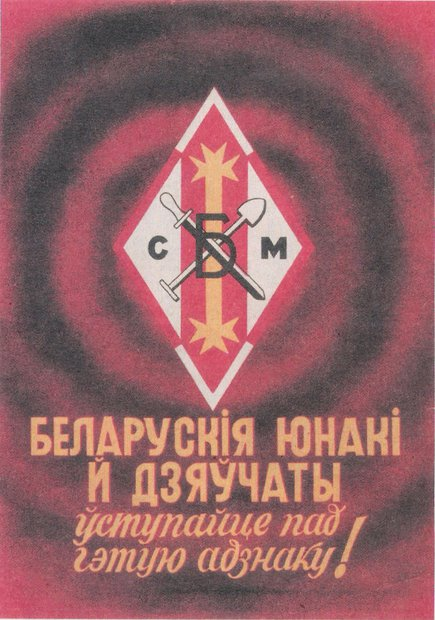 С Б М
БЕЛАРУСКІЯ ЮНАКІ
Й ДЗЯЎЧАТЫ
ўступайце пад
гэтую адзнаку!